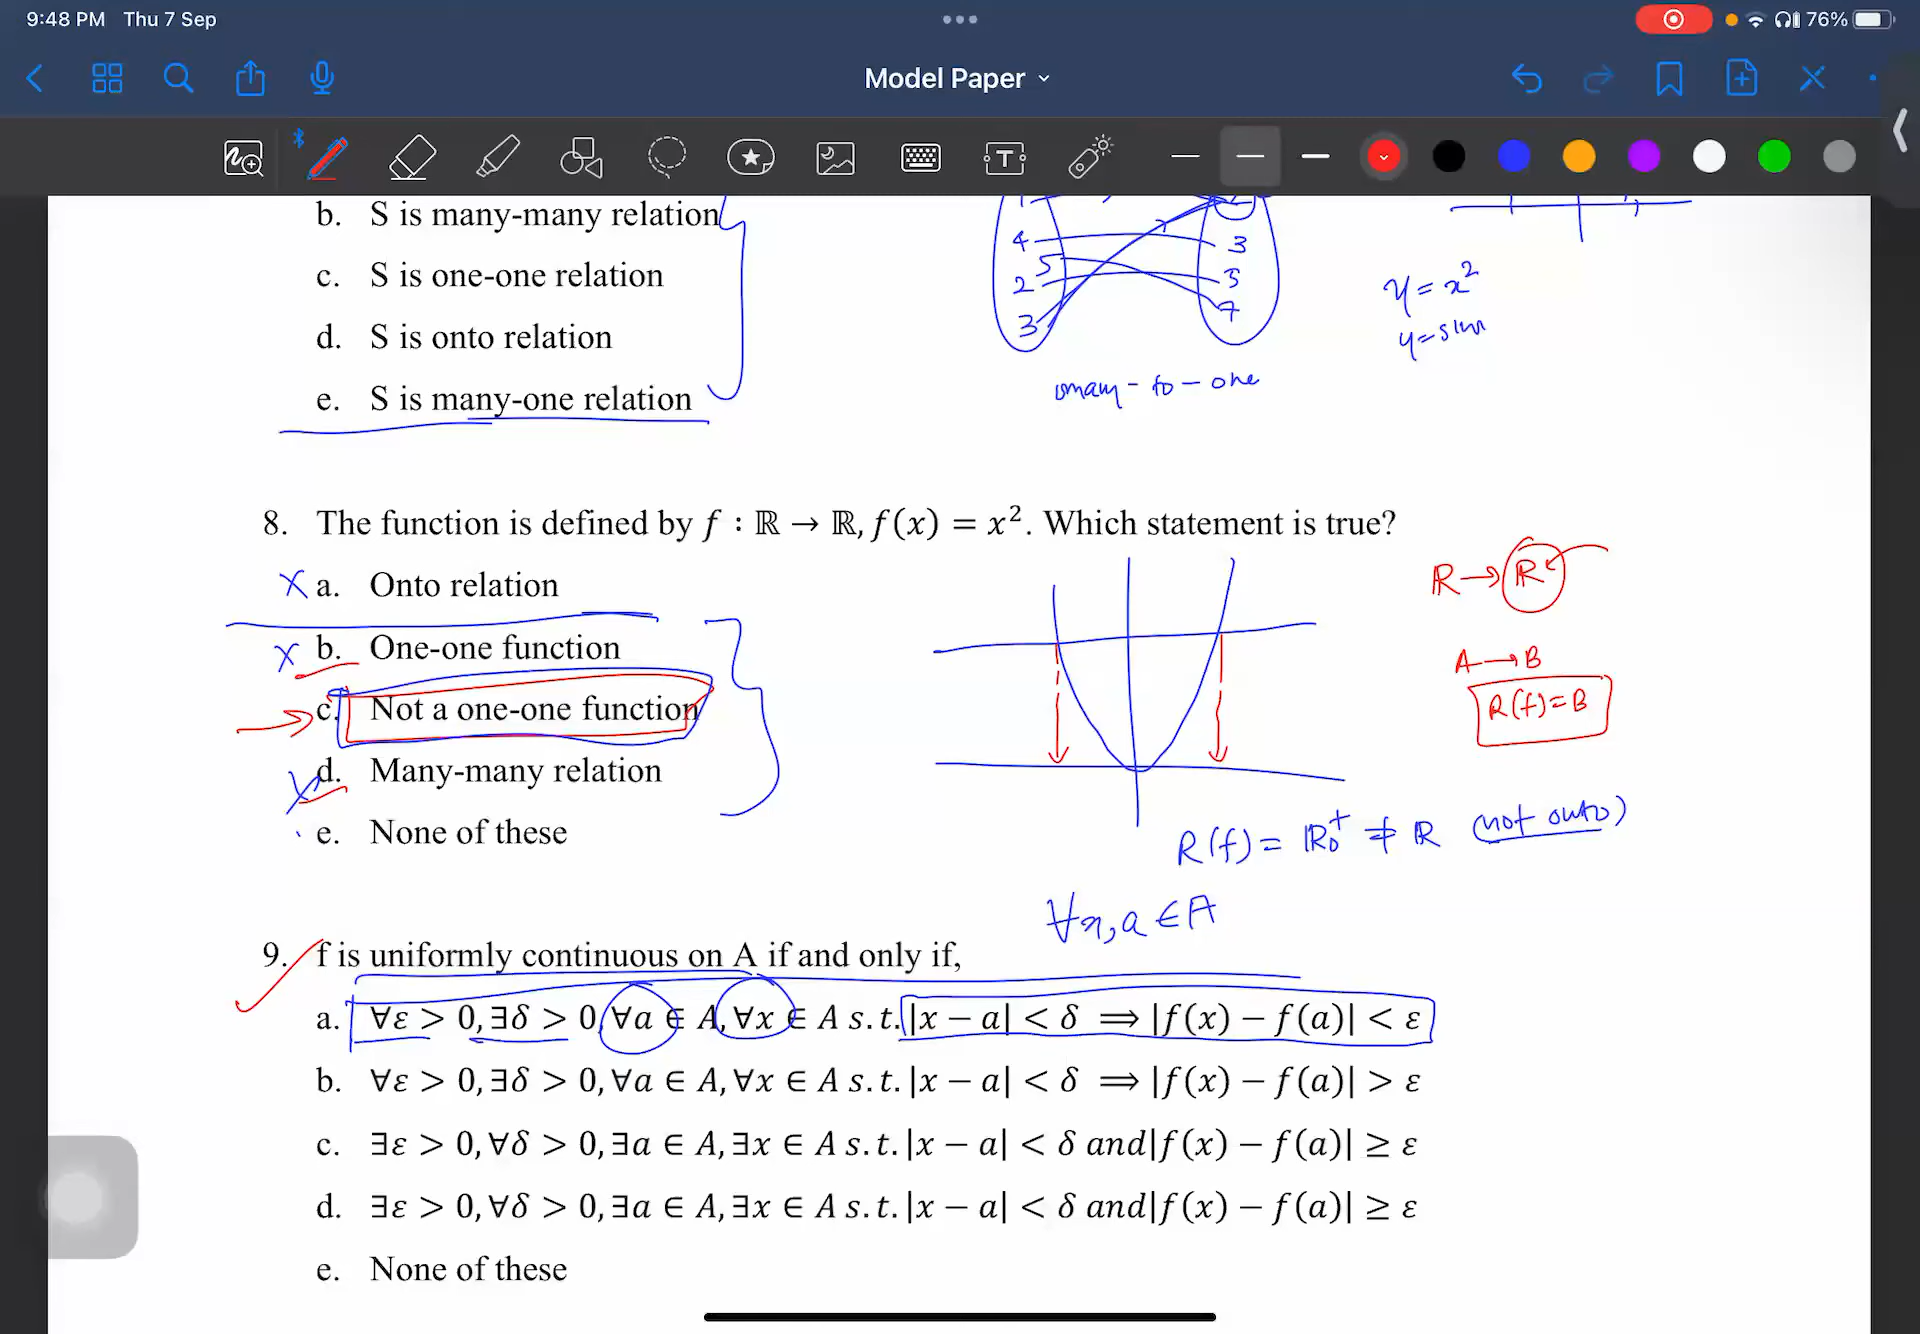 9:48 PM Thu 7 Sep
76%
Model Paper
T
b. S is many-many relation
c. S is one-one relation
d. S is onto relation
e. S is many-one relation
1
4
5
2
3
3
5
7
many-to-one
y = x²
y = sinx
8. The function is defined by f : ℝ → ℝ, f(x) = x². Which statement is true?
X a. Onto relation
X b. One-one function
c. Not a one-one function
d. Many-many relation
e. None of these
R → R
A → B
R(f) = B
R(f) = R₀⁺ ≠ R (not onto)
∀x, a ∈ A
9. f is uniformly continuous on A if and only if,
a. ∀ε > 0, ∃δ > 0, ∀a ∈ A, ∀x ∈ A s.t. |x − a| < δ ⟹ |f(x) − f(a)| < ε
b. ∀ε > 0, ∃δ > 0, ∀a ∈ A, ∀x ∈ A s.t. |x − a| < δ ⟹ |f(x) − f(a)| > ε
c. ∃ε > 0, ∀δ > 0, ∃a ∈ A, ∃x ∈ A s.t. |x − a| < δ and|f(x) − f(a)| ≥ ε
d. ∃ε > 0, ∀δ > 0, ∃a ∈ A, ∃x ∈ A s.t. |x − a| < δ and|f(x) − f(a)| ≥ ε
e. None of these